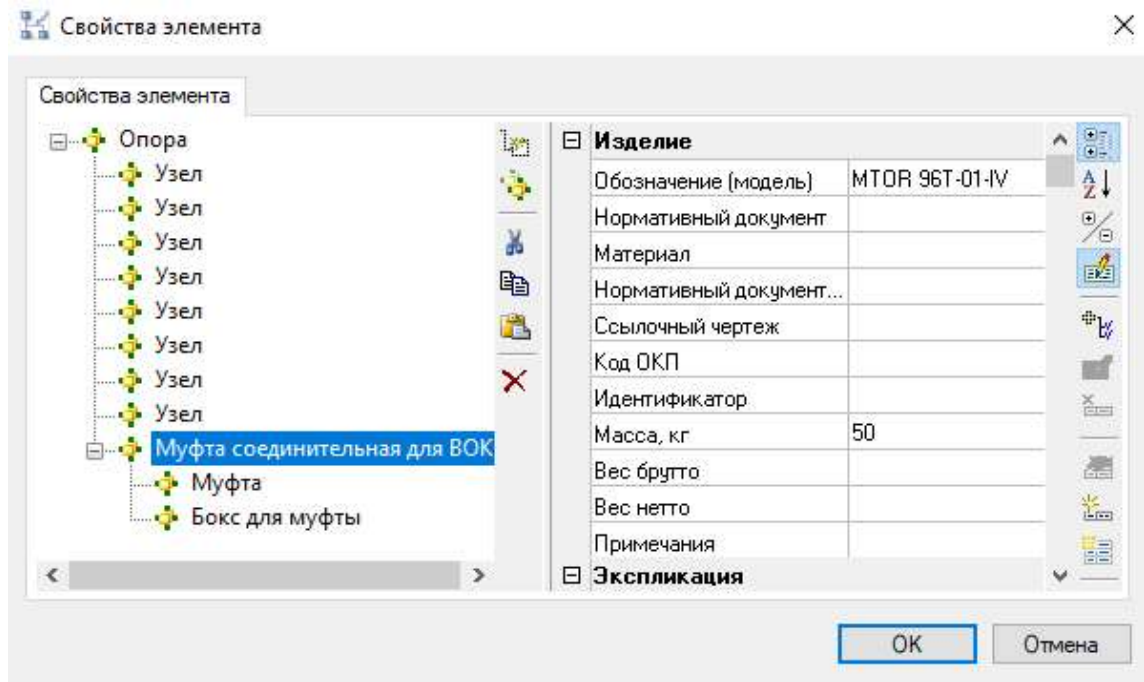 Свойства элемента
Свойства элемента
Опора
Узел
Узел
Узел
Узел
Узел
Узел
Узел
Узел
Муфта соединительная для ВОК
Муфта
Бокс для муфты
Изделие
Обозначение (модель) MTOR 96T-01-IV
Нормативный документ
Материал
Нормативный документ...
Ссылочный чертеж
Код ОКП
Идентификатор
Масса, кг 50
Вес брутто
Вес нетто
Примечания
Экспликация
OK Отмена